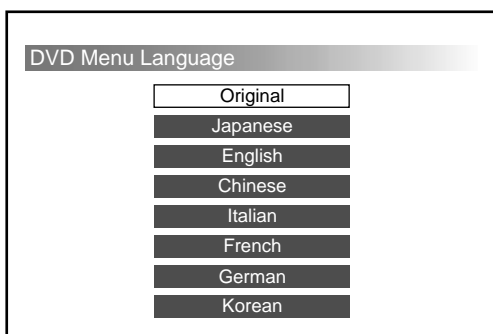 DVD Menu Language
Original
Japanese
English
Chinese
Italian
French
German
Korean